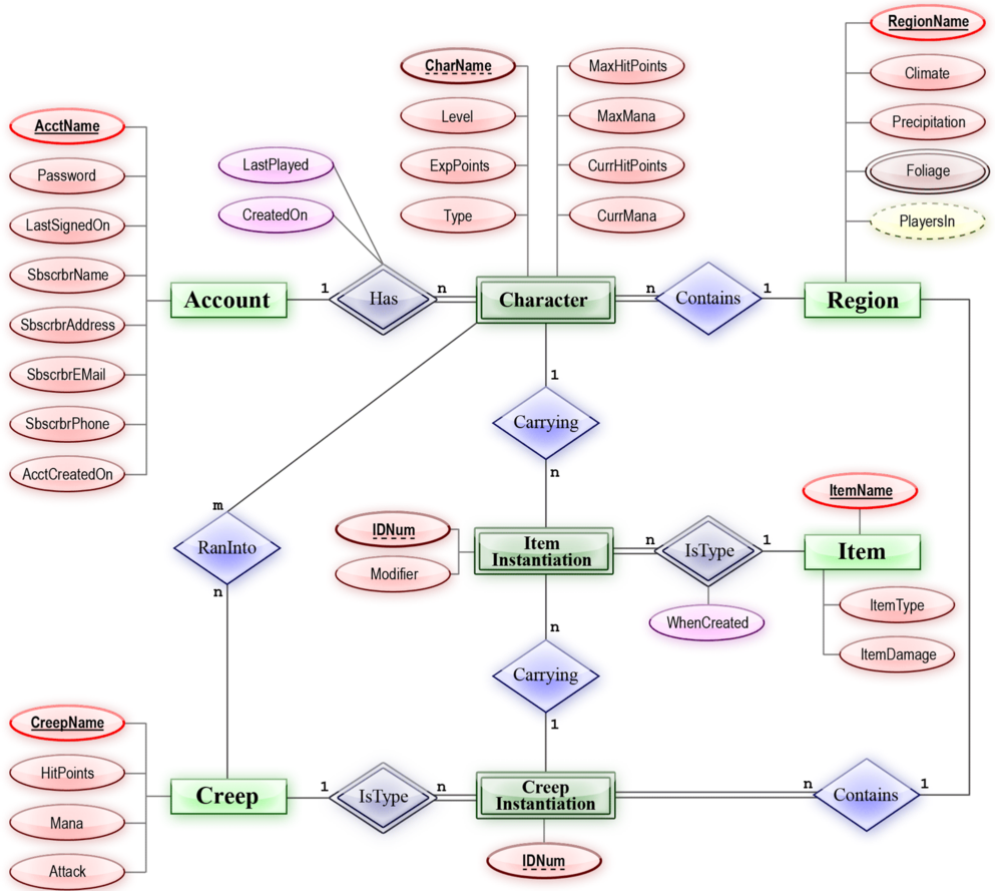 RegionName
CharName
MaxHitPoints
Climate
Level
MaxMana
AcctName
Precipitation
LastPlayed
ExpPoints
CurrHitPoints
Password
Foliage
CreatedOn
Type
CurrMana
LastSignedOn
PlayersIn
SbscrbrName
Account
1
Has
n
Character
n
Contains
1
Region
SbscrbrAddress
SbscrbrEMail
1
SbscrbrPhone
Carrying
AcctCreatedOn
n
ItemName
m
RanInto
n
IDNum
Modifier
Item
Instantiation
n
IsType
1
Item
WhenCreated
ItemType
ItemDamage
n
Carrying
1
CreepName
HitPoints
Mana
Attack
Creep
1
IsType
n
Creep
Instantiation
n
Contains
1
IDNum